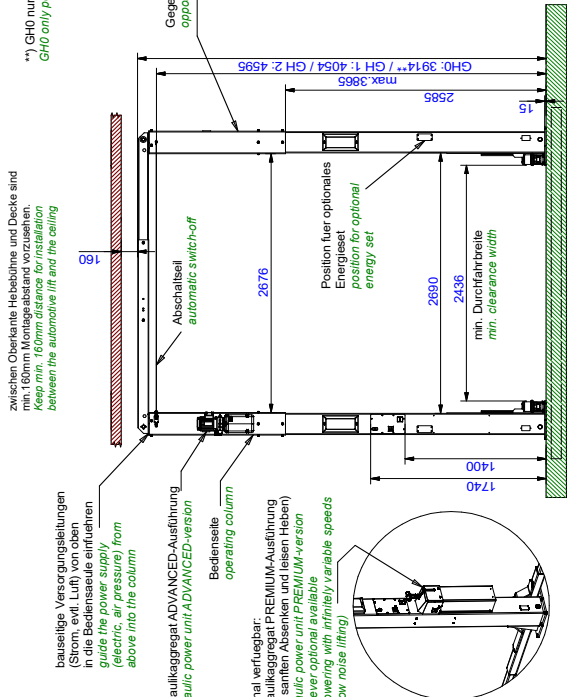 **) GH0 nur
GH0 only po
zwischen Oberkante Hebebühne und Decke sind
min.160mm Montageabstand vorzusehen.
Keep min. 160mm distance for installation
between the automotive lift and the ceiling
Gege
oppo
160
GH0: 3914** / GH 1: 4054 / GH 2: 4595
max.3865
2585
15
Abschaltseil
automatic switch-off
2676
Position fuer optionales
Energieset
position for optional
energy set
2690
2436
min. Durchfahrbreite
min. clearance width
1400
1740
bauseitige Versorgungsleitungen
(Strom, evtl. Luft) von oben
in die Bediensaeule einfuehren
guide the power supply
(electric, air pressure) from
above into the column
aulikaggregat ADVANCED-Ausführung
aulic power unit ADVANCED-version
Bedienseite
operating column
nal verfuegbar:
aulikaggregat PREMIUM-Ausführung
sanften Absenken und leisen Heben)
ulic power unit PREMIUM-version
ever optional available
owering with infinitely variable speeds
ow noise lifting)